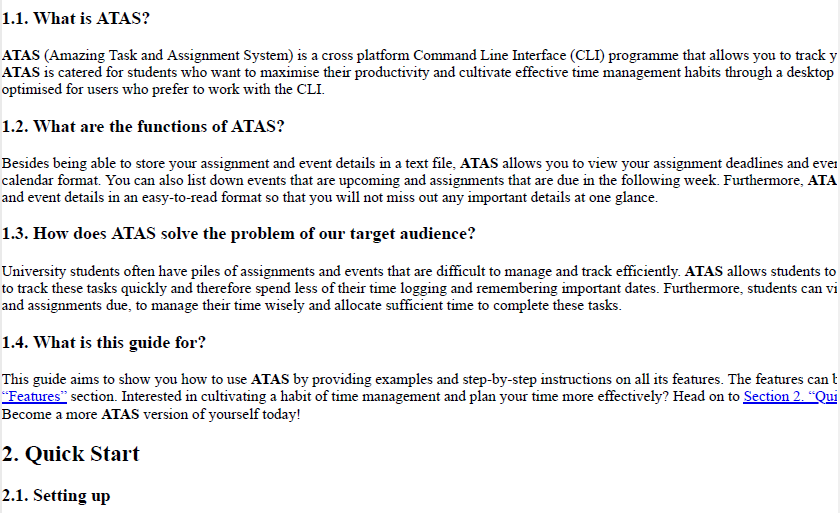 1.1. What is ATAS?
ATAS (Amazing Task and Assignment System) is a cross platform Command Line Interface (CLI) programme that allows you to track
ATAS is catered for students who want to maximise their productivity and cultivate effective time management habits through a desktop
optimised for users who prefer to work with the CLI.
1.2. What are the functions of ATAS?
Besides being able to store your assignment and event details in a text file, ATAS allows you to view your assignment deadlines and
calendar format. You can also list down events that are upcoming and assignments that are due in the following week. Furthermore,
and event details in an easy-to-read format so that you will not miss out any important details at one glance.
1.3. How does ATAS solve the problem of our target audience?
University students often have piles of assignments and events that are difficult to manage and track efficiently. ATAS allows students to
to track these tasks quickly and therefore spend less of their time logging and remembering important dates. Furthermore, students can
and assignments due, to manage their time wisely and allocate sufficient time to complete these tasks.
1.4. What is this guide for?
This guide aims to show you how to use ATAS by providing examples and step-by-step instructions on all its features. The features can
“Features” section. Interested in cultivating a habit of time management and plan your time more effectively? Head on to Section 2. “Qui
Become a more ATAS version of yourself today!
2. Quick Start
2.1. Setting up